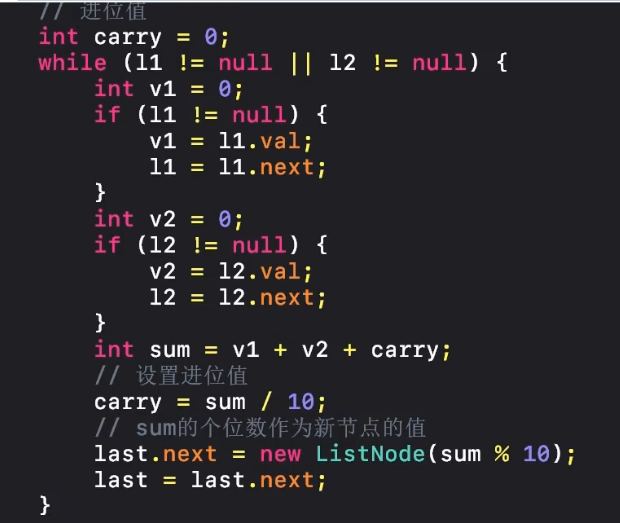 // 进位值
int carry = 0;
while (l1 != null || l2 != null) {
    int v1 = 0;
    if (l1 != null) {
        v1 = l1.val;
        l1 = l1.next;
    }
    int v2 = 0;
    if (l2 != null) {
        v2 = l2.val;
        l2 = l2.next;
    }
    int sum = v1 + v2 + carry;
    // 设置进位值
    carry = sum / 10;
    // sum的个位数作为新节点的值
    last.next = new ListNode(sum % 10);
    last = last.next;
}